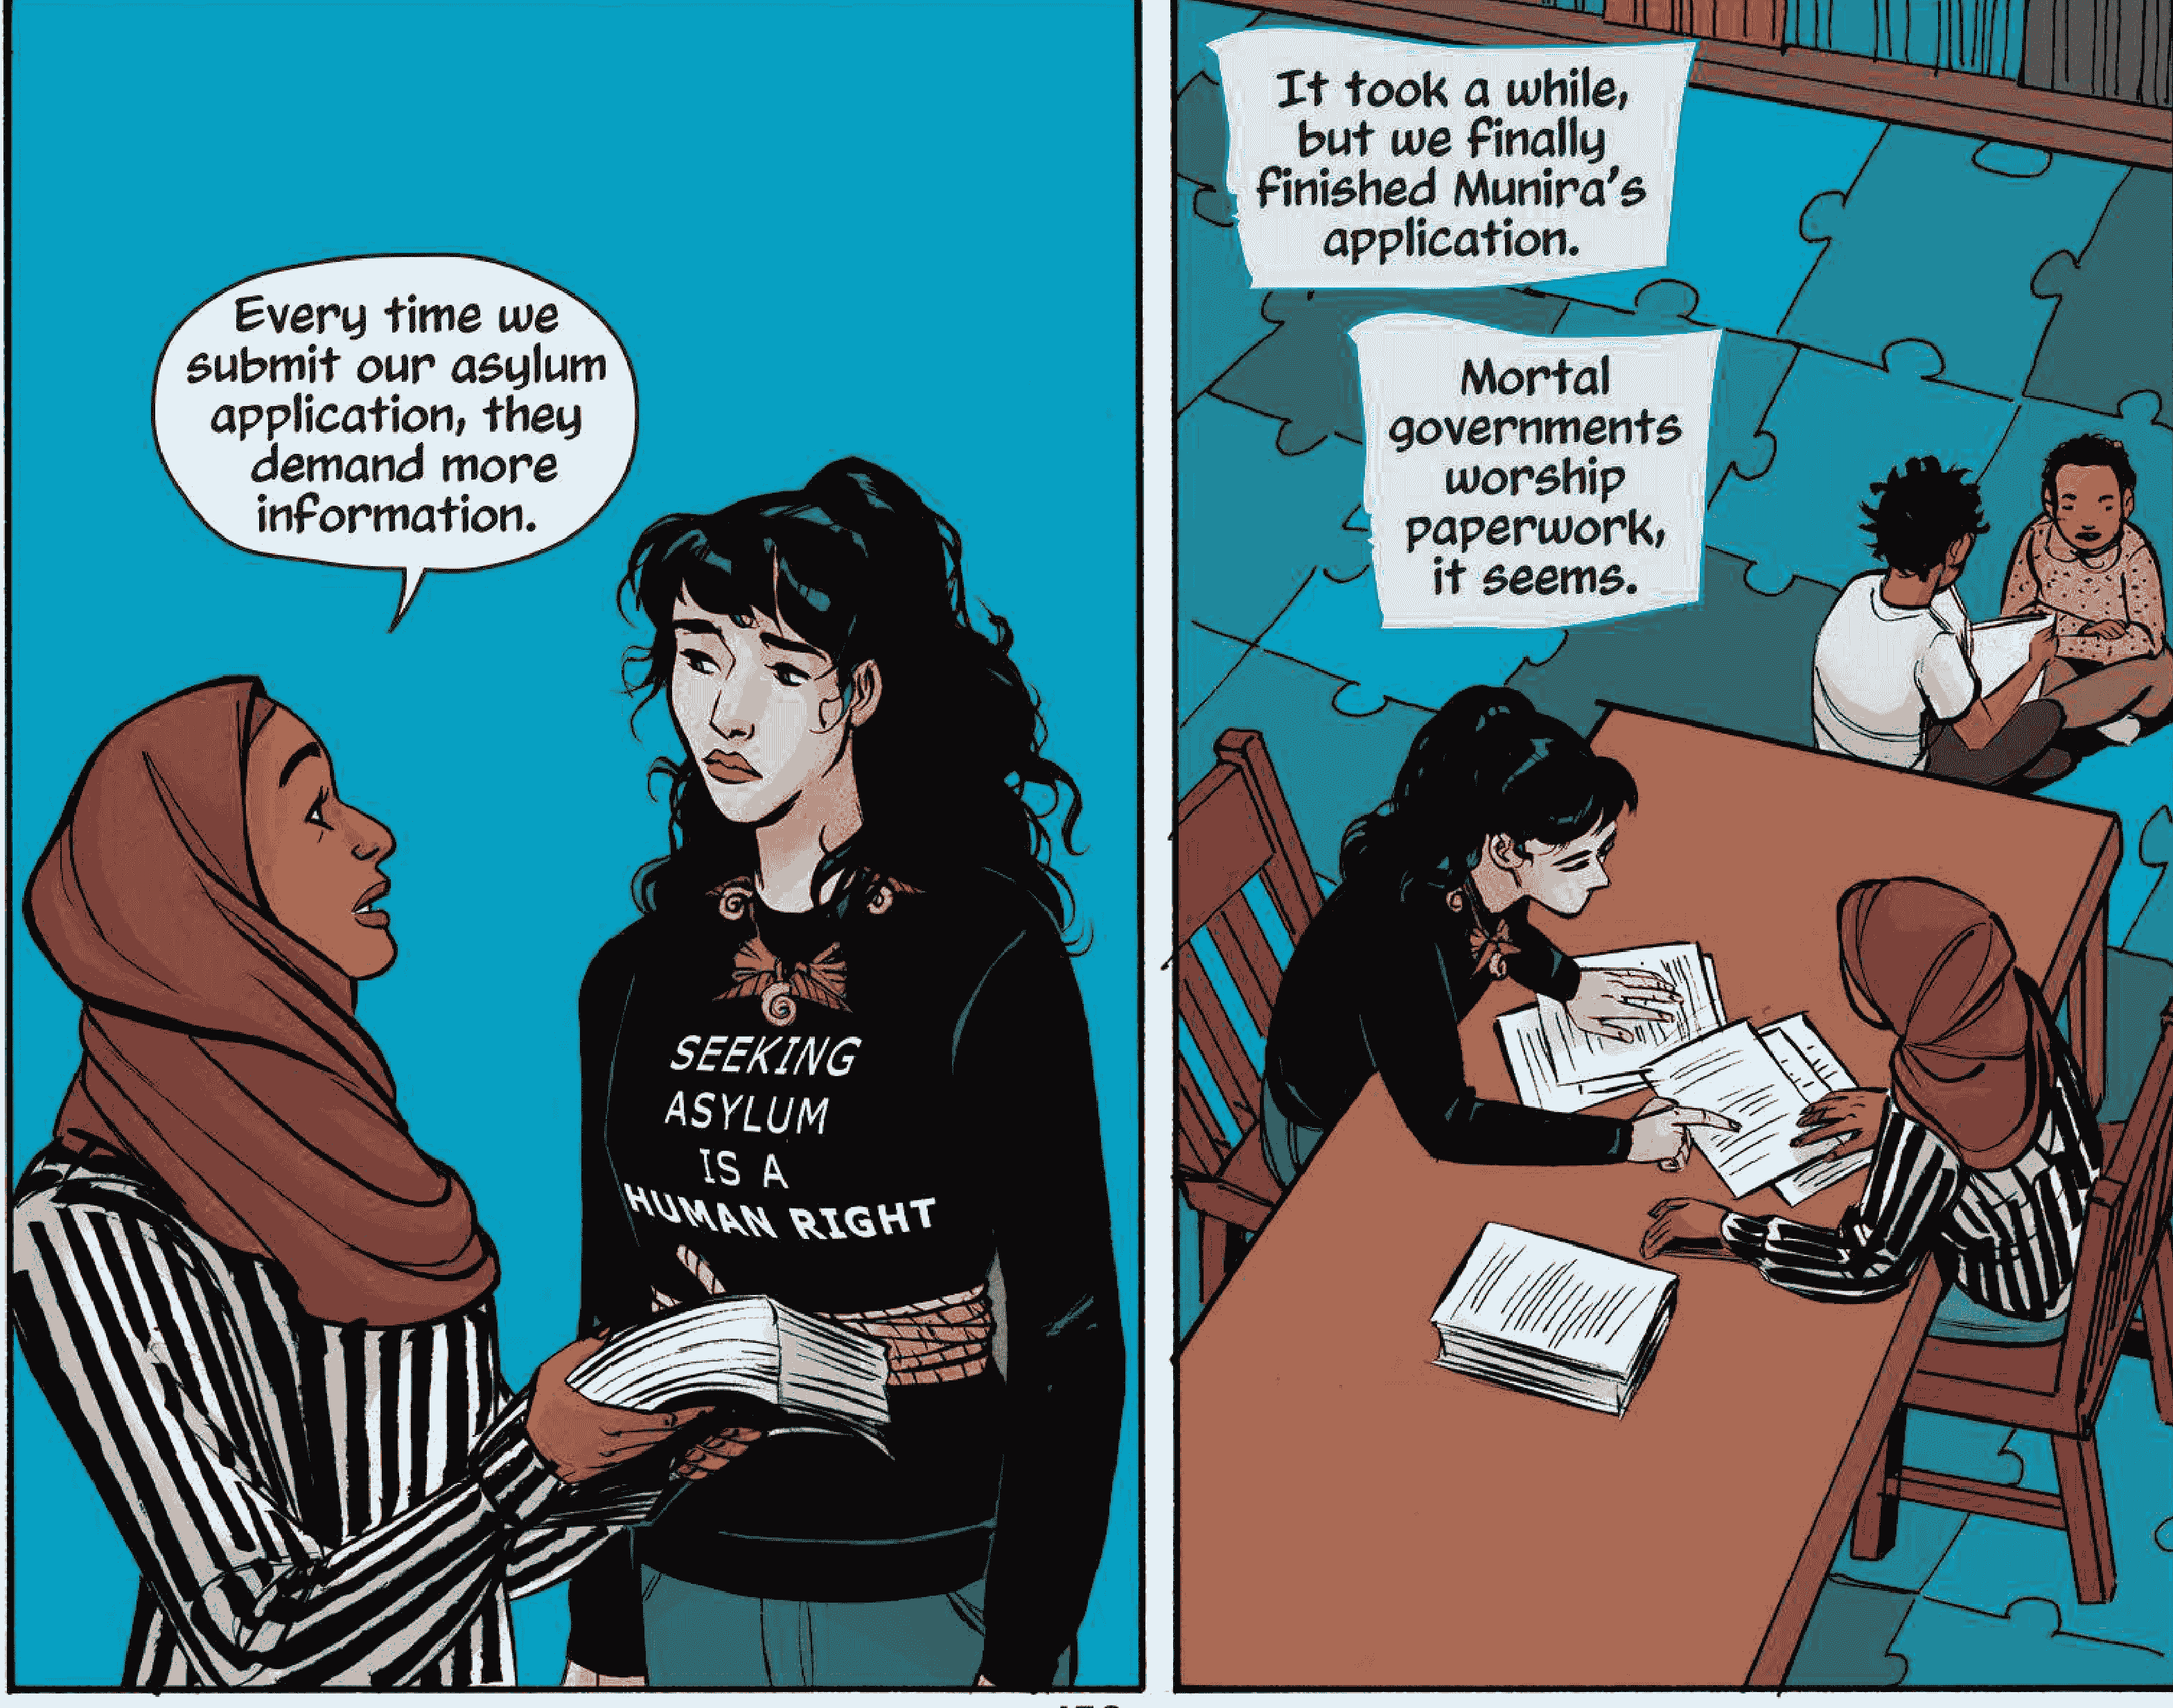 Every time we
submit our asylum
application, they
demand more
information.
SEEKING
ASYLUM
IS A
HUMAN RIGHT
It took a while,
but we finally
finished Munira's
application.
Mortal
governments
worship
paperwork,
it seems.